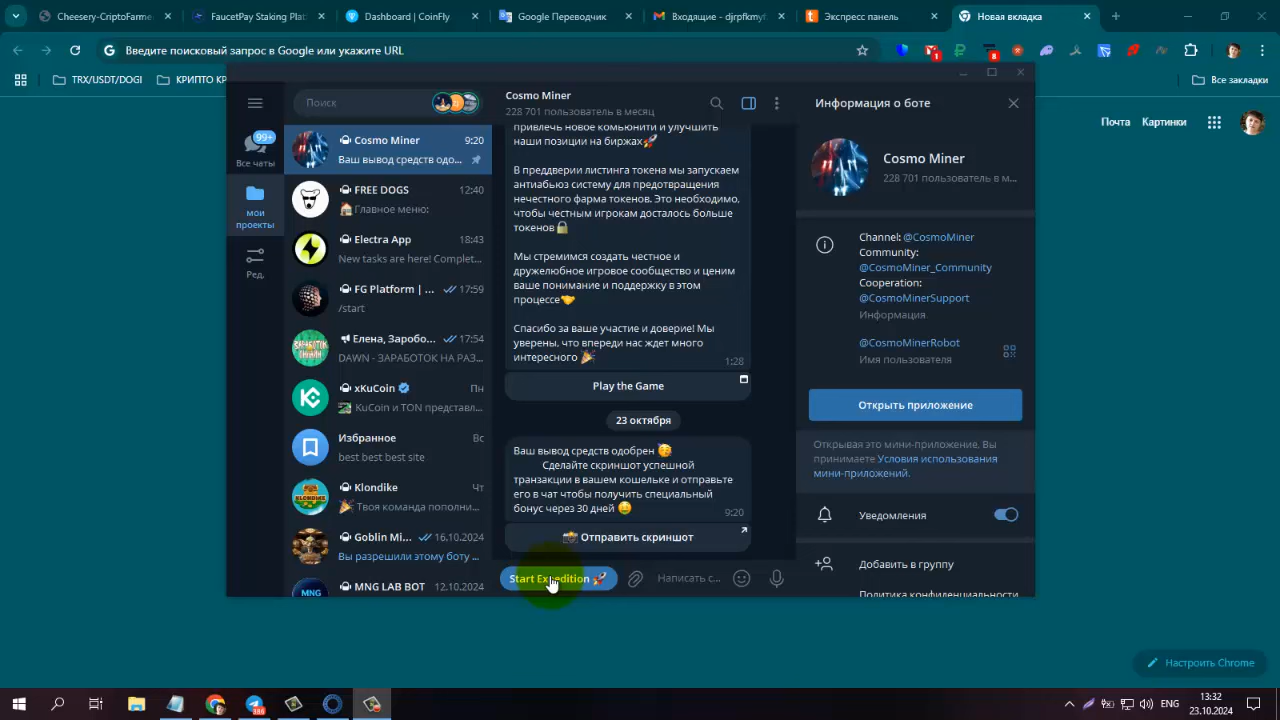 Cheesery-CriptoFarme
FaucetPay Staking Plat
Dashboard | CoinFly
Google Переводчик
Входящие - djrpfkmyf
Экспресс панель
Новая вкладка
Введите поисковый запрос в Google или укажите URL
1
8
TRX/USDT/DOGI
КРИПТО КР
Все закладки
Почта
Картинки
Поиск
99+
Все чаты
мои
проекты
Ред.
Cosmo Miner
9:20
Ваш вывод средств одо...
FREE DOGS
12:40
Главное меню:
Electra App
18:43
New tasks are here! Complet...
FG Platform | ...
17:59
/start
Елена, Заробо...
17:54
DAWN - ЗАРАБОТОК НА РАЗ...
xKuCoin
Пн
KuCoin и TON представл...
Избранное
Вс
best best best site
Klondike
Чт
Твоя команда пополни...
Goblin Mi...
16.10.2024
Вы разрешили этому боту ...
MNG LAB BOT
12.10.2024
MNG
Cosmo Miner
228 701 пользователь в месяц
привлечь новое комьюнити и улучшить
наши позиции на биржах🚀
В преддверии листинга токена мы запускаем
антиабьюз систему для предотвращения
нечестного фарма токенов. Это необходимо,
чтобы честным игрокам досталось больше
токенов🔒
Мы стремимся создать честное и
дружелюбное игровое сообщество и ценим
ваше понимание и поддержку в этом
процессе🤝
Спасибо за ваше участие и доверие! Мы
уверены, что впереди нас ждет много
интересного 🎉
1:28
Play the Game
23 октября
Ваш вывод средств одобрен 🥳
Сделайте скриншот успешной
транзакции в вашем кошельке и отправьте
его в чат чтобы получить специальный
бонус через 30 дней 🤑
9:20
📸 Отправить скриншот
Start Expedition 🚀
Написать с...
Информация о боте
Cosmo Miner
228 701 пользователь в м...
Channel: @CosmoMiner
Community:
@CosmoMiner_Community
Cooperation:
@CosmoMinerSupport
Информация
@CosmoMinerRobot
Имя пользователя
Открыть приложение
Открывая это мини-приложение, Вы
принимаете Условия использования
мини-приложений.
Уведомления
Добавить в группу
Политика конфиденциальности
Настроить Chrome
ENG
13:32
23.10.2024